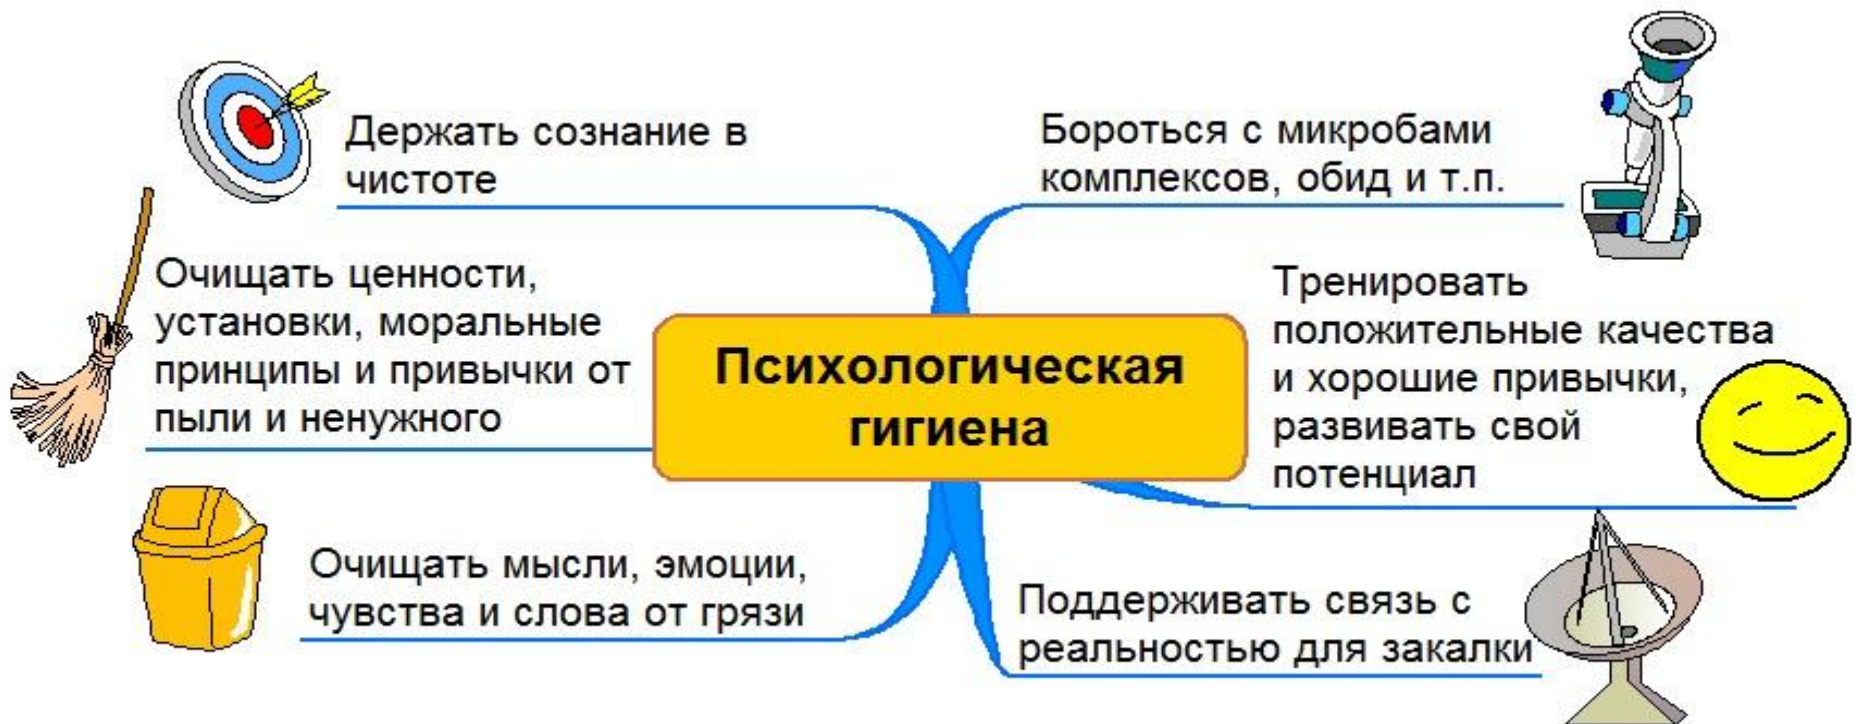 Держать сознание в
чистоте
Бороться с микробами
комплексов, обид и т.п.
Очищать ценности,
установки, моральные
принципы и привычки от
пыли и ненужного
Психологическая
гигиена
Тренировать
положительные качества
и хорошие привычки,
развивать свой
потенциал
Очищать мысли, эмоции,
чувства и слова от грязи
Поддерживать связь с
реальностью для закалки